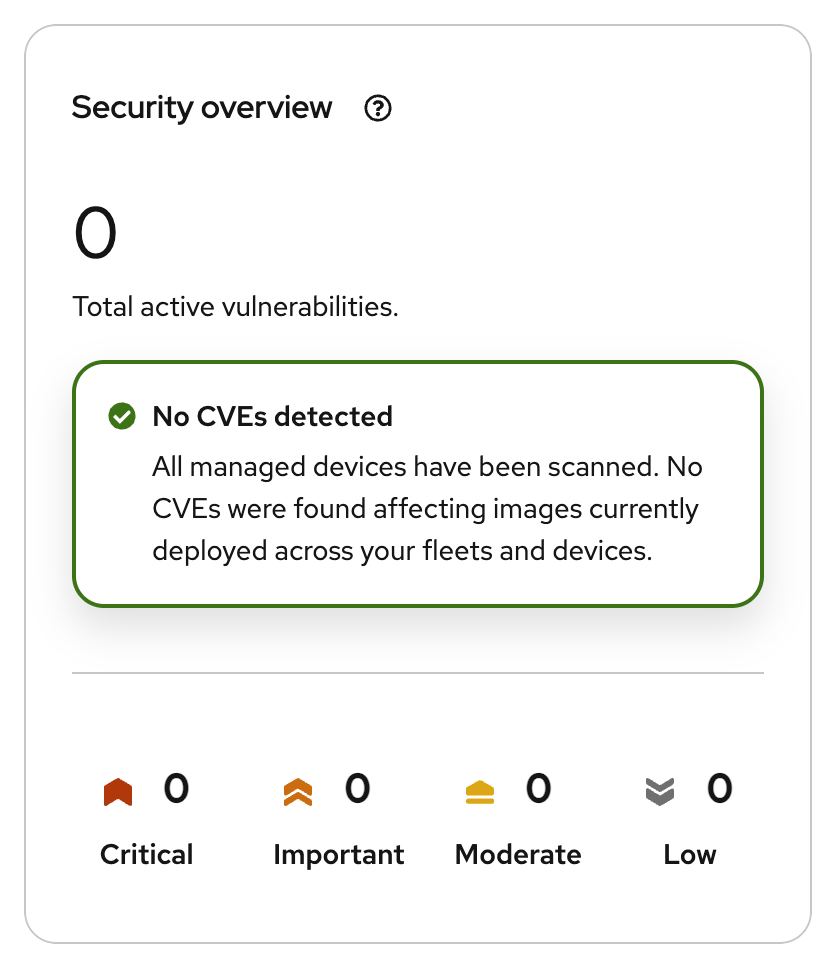 Security overview
0
Total active vulnerabilities.
No CVEs detected
All managed devices have been scanned. No
CVEs were found affecting images currently
deployed across your fleets and devices.
0 0 0 0
Critical Important Moderate Low